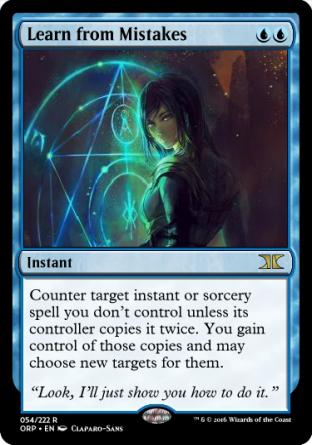 Learn from Mistakes
Instant
Counter target instant or sorcery
spell you don't control unless its
controller copies it twice. You gain
control of those copies and may
choose new targets for them.
“Look, I'll just show you how to do it.”
054/222 R
ORP • EN Claparo-Sans
™ & © 2016 Wizards of the Coast